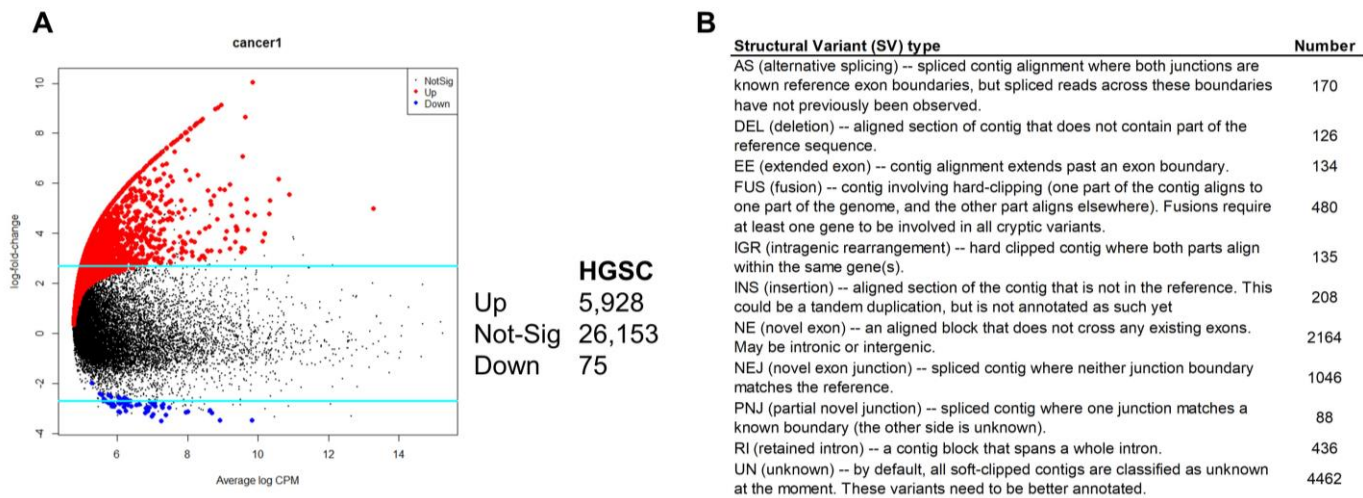 A
cancer1
NotSig
Up
Down
log-fold-change
10
8
6
4
2
0
-2
-4
6
8
10
12
14
Average log CPM
HGSC
Up 5,928
Not-Sig 26,153
Down 75
B
Structural Variant (SV) type Number
AS (alternative splicing) -- spliced contig alignment where both junctions are
known reference exon boundaries, but spliced reads across these boundaries 170
have not previously been observed.
DEL (deletion) -- aligned section of contig that does not contain part of the 126
reference sequence.
EE (extended exon) -- contig alignment extends past an exon boundary. 134
FUS (fusion) -- contig involving hard-clipping (one part of the contig aligns to
one part of the genome, and the other part aligns elsewhere). Fusions require 480
at least one gene to be involved in all cryptic variants.
IGR (intragenic rearrangement) -- hard clipped contig where both parts align 135
within the same gene(s).
INS (insertion) -- aligned section of the contig that is not in the reference. This 208
could be a tandem duplication, but is not annotated as such yet
NE (novel exon) -- an aligned block that does not cross any existing exons. 2164
May be intronic or intergenic.
NEJ (novel exon junction) -- spliced contig where neither junction boundary 1046
matches the reference.
PNJ (partial novel junction) -- spliced contig where one junction matches a 88
known boundary (the other side is unknown).
RI (retained intron) -- a contig block that spans a whole intron. 436
UN (unknown) -- by default, all soft-clipped contigs are classified as unknown 4462
at the moment. These variants need to be better annotated.